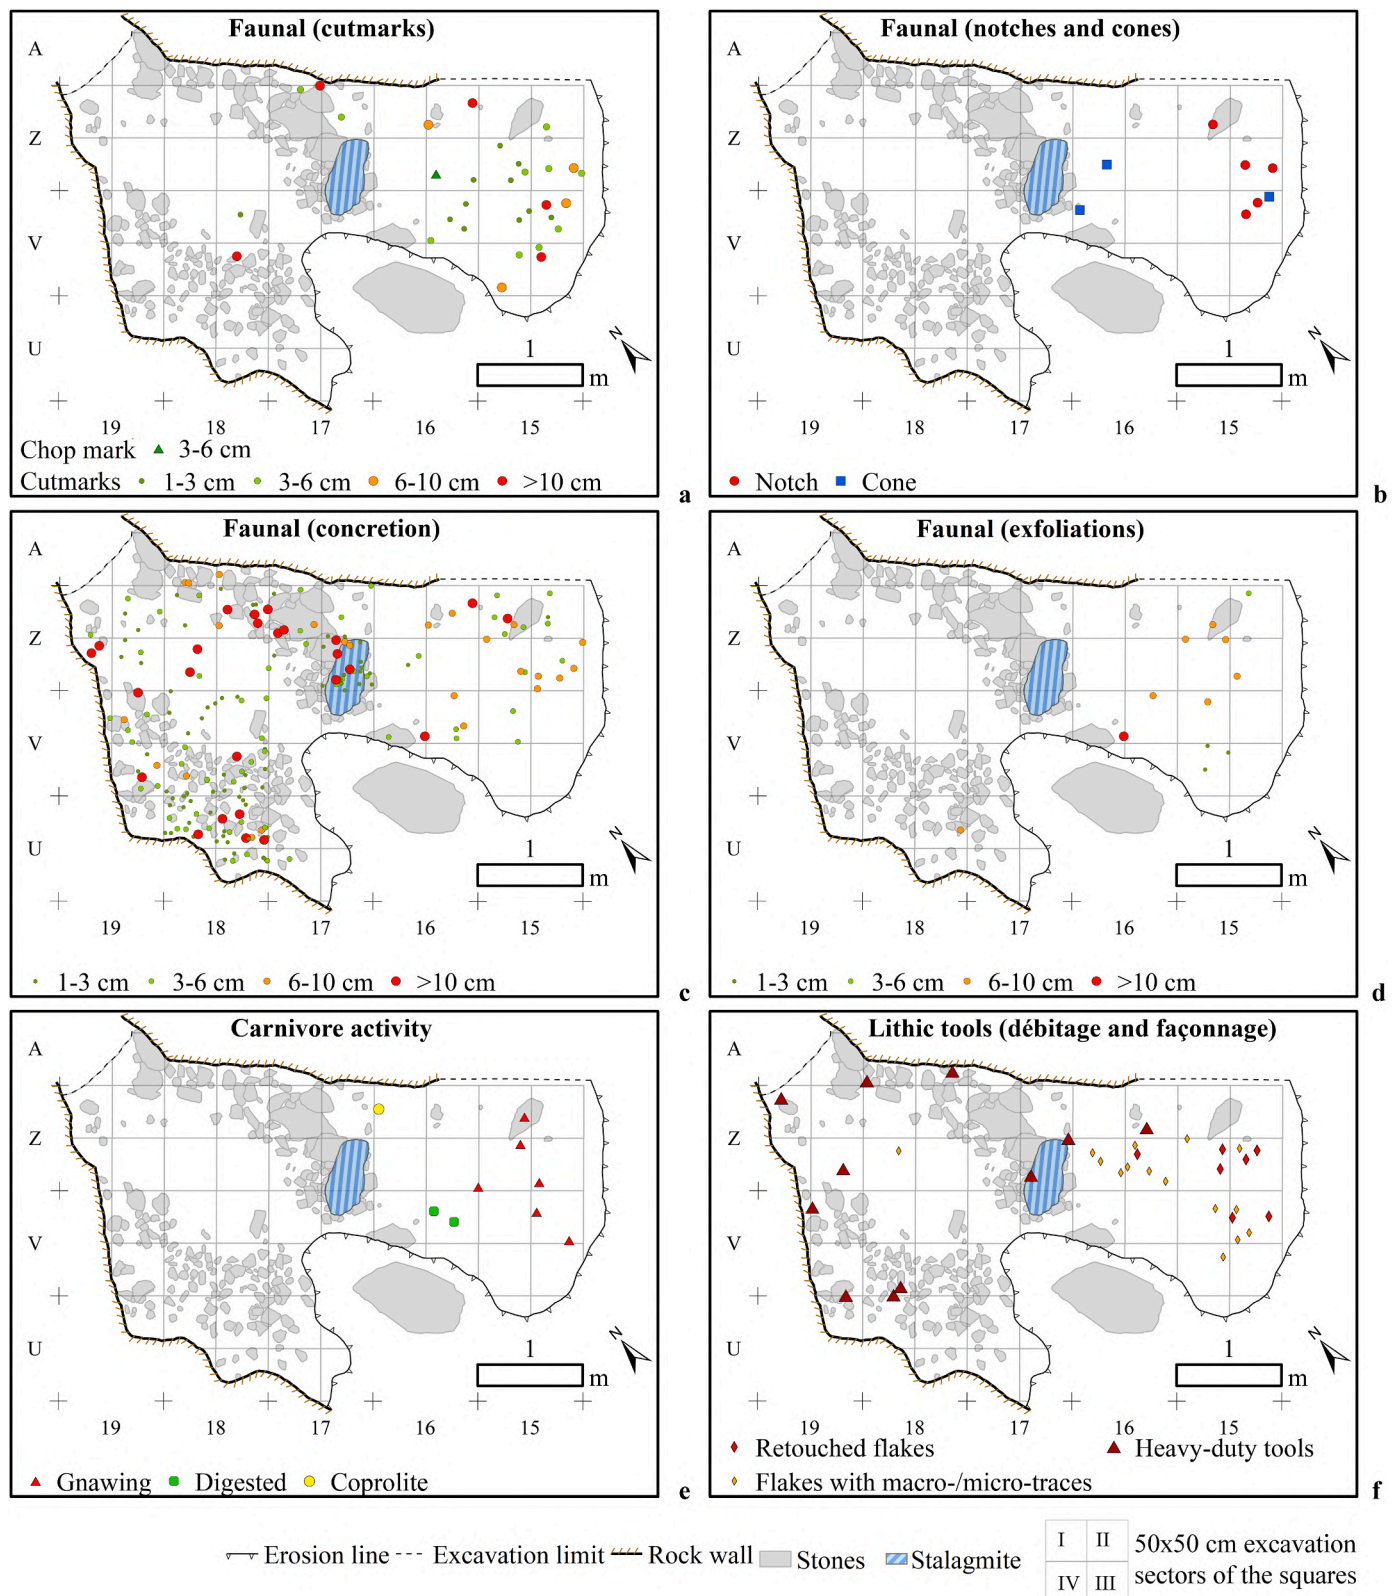 Faunal (cutmarks)
A
Z
V
U
N
1
m
19 18 17 16 15
Chop mark 3-6 cm
Cutmarks 1-3 cm 3-6 cm 6-10 cm >10 cm
a
Faunal (notches and cones)
A
Z
V
U
N
1
m
19 18 17 16 15
Notch Cone
b
Faunal (concretion)
A
Z
V
U
N
1
m
19 18 17 16 15
1-3 cm 3-6 cm 6-10 cm >10 cm
c
Faunal (exfoliations)
A
Z
V
U
N
1
m
19 18 17 16 15
1-3 cm 3-6 cm 6-10 cm >10 cm
d
Carnivore activity
A
Z
V
U
N
1
m
19 18 17 16 15
Gnawing Digested Coprolite
e
Lithic tools (débitage and façonnage)
A
Z
V
U
N
1
m
19 18 17 16 15
Retouched flakes Heavy-duty tools
Flakes with macro-/micro-traces
f
Erosion line Excavation limit Rock wall Stones Stalagmite
I II
IV III
50x50 cm excavation
sectors of the squares